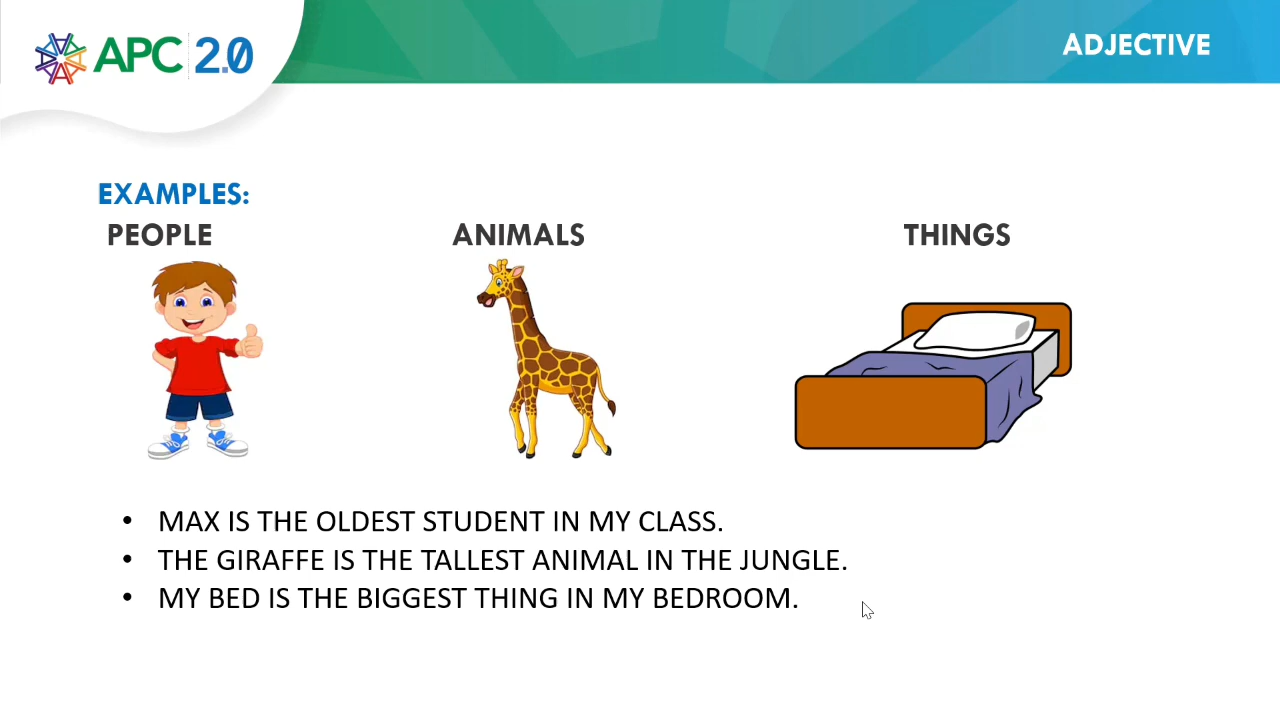 APC 2.0
ADJECTIVE
EXAMPLES:
PEOPLE
ANIMALS
THINGS
• MAX IS THE OLDEST STUDENT IN MY CLASS.
• THE GIRAFFE IS THE TALLEST ANIMAL IN THE JUNGLE.
• MY BED IS THE BIGGEST THING IN MY BEDROOM.